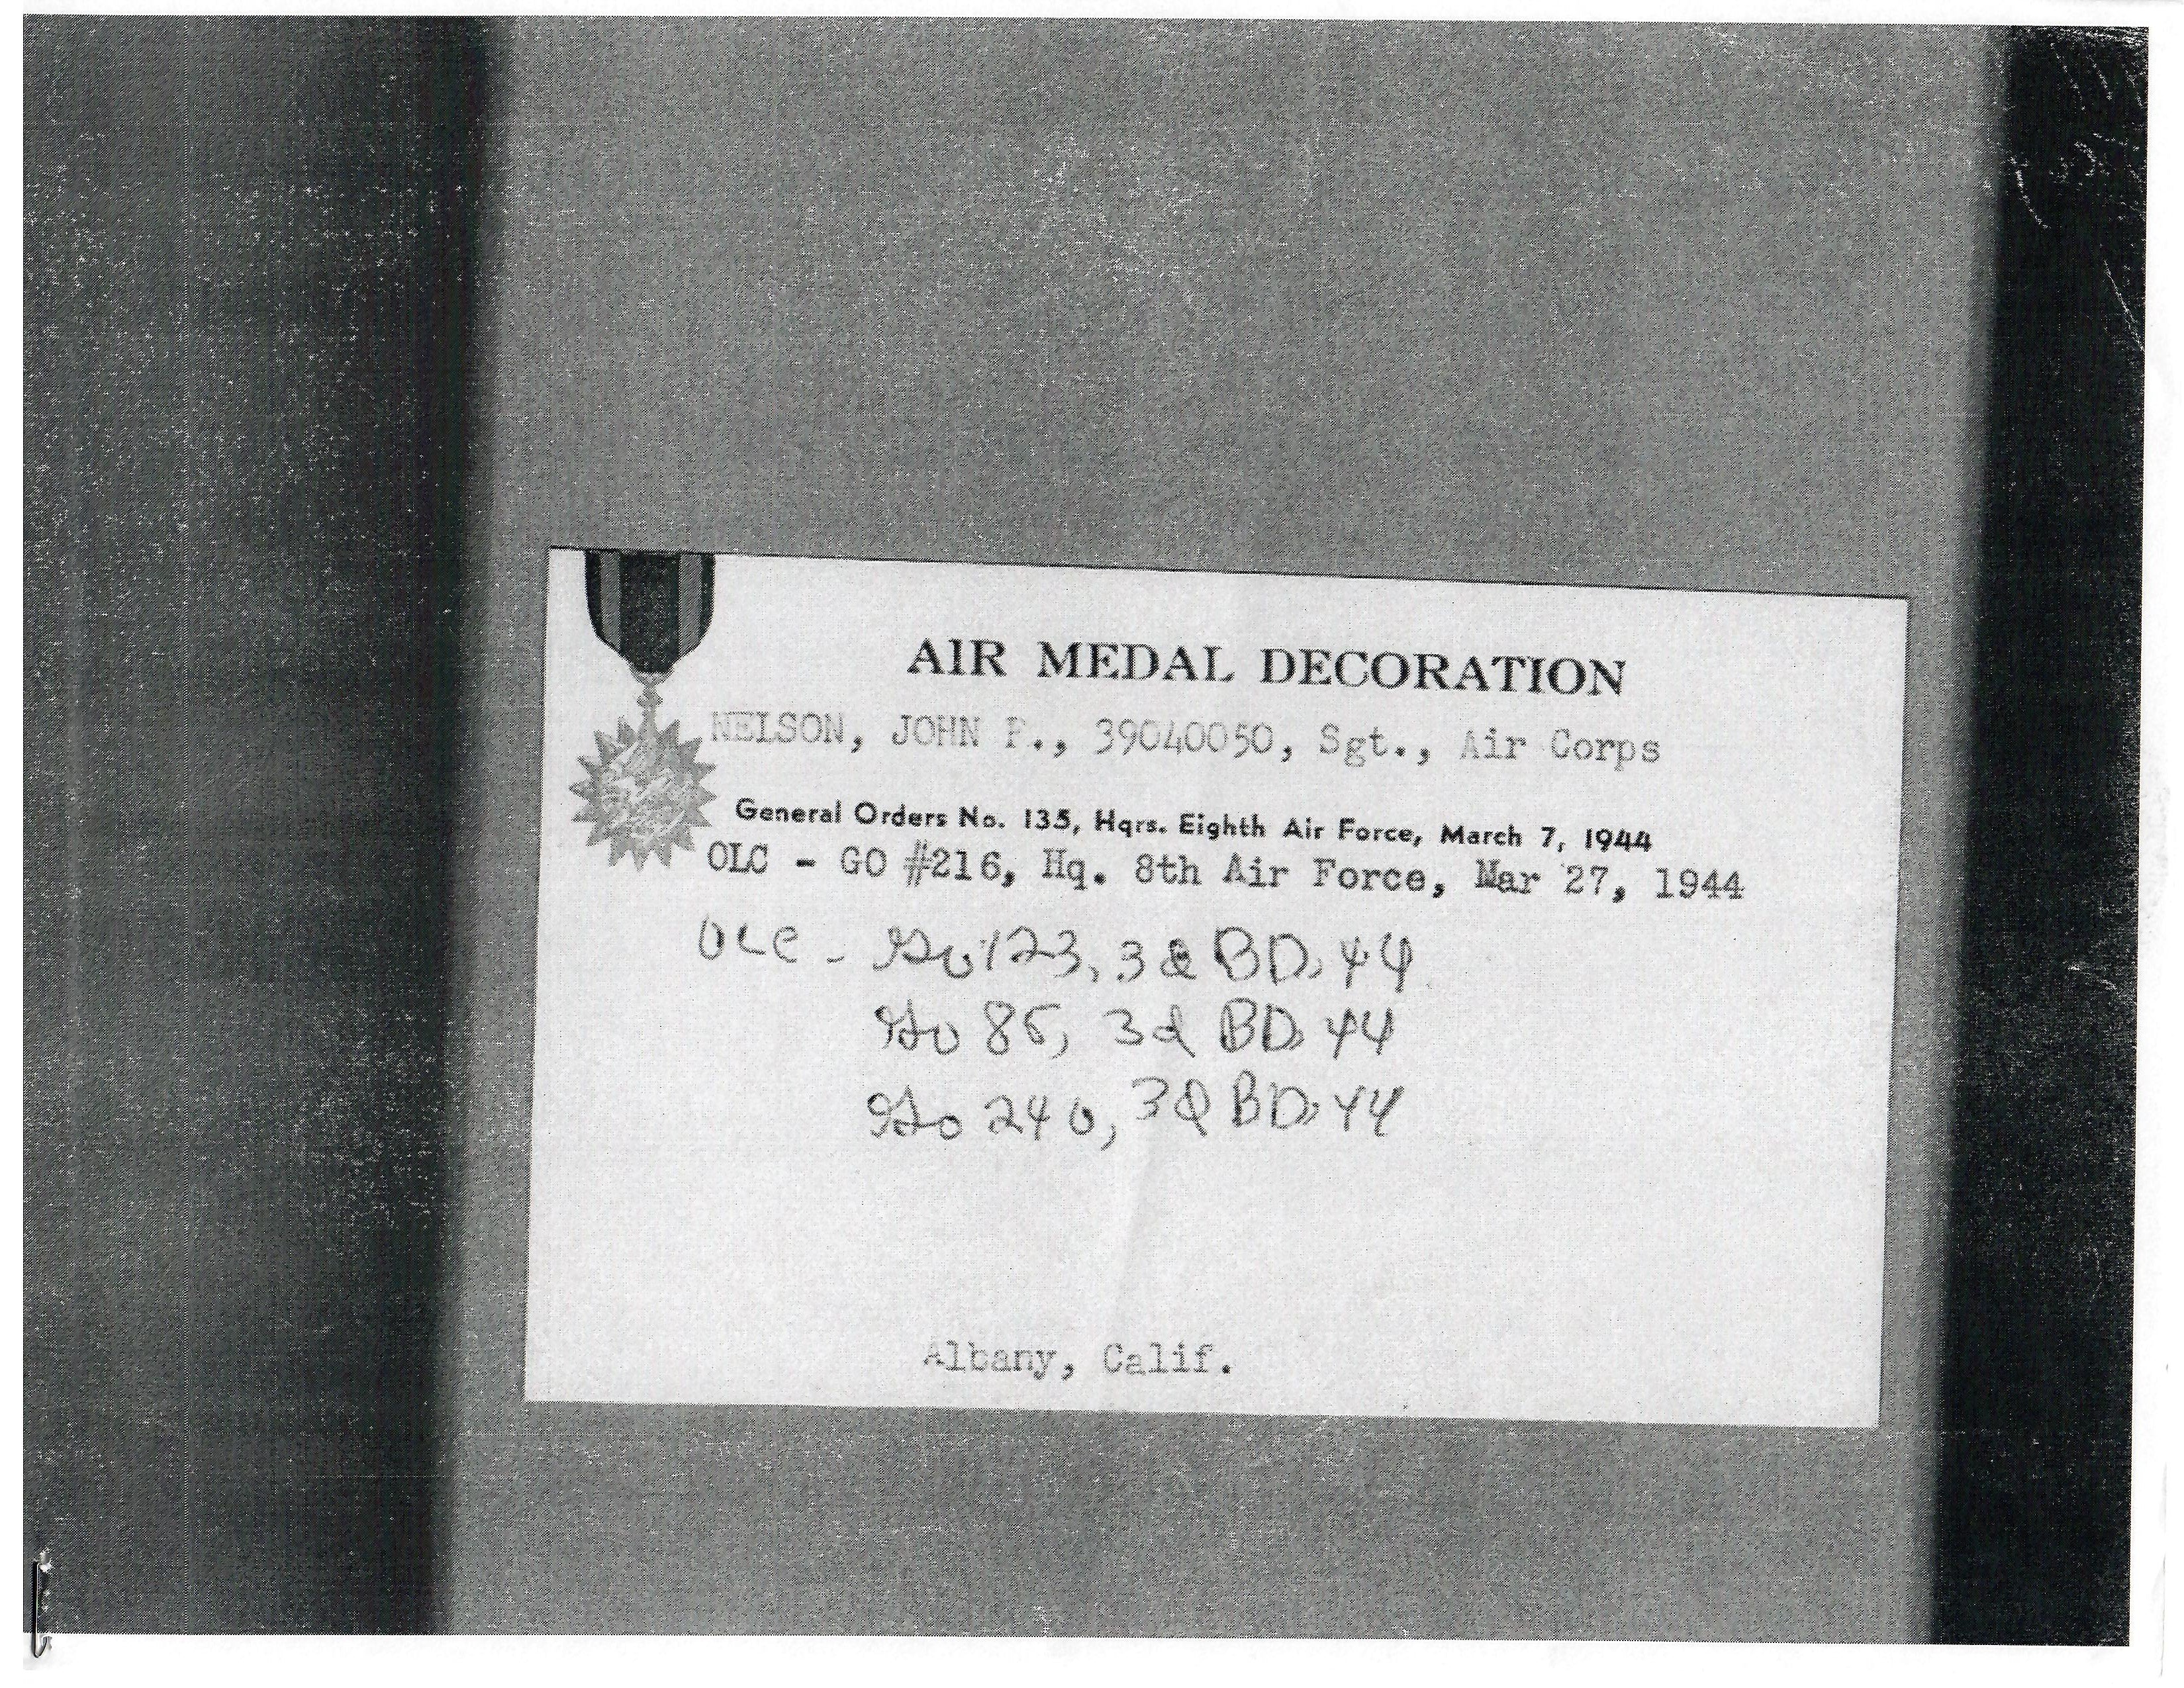 AIR MEDAL DECORATION
NELSON, JOHN F., 39040050, Sgt., Air Corps
General Orders No. 135, Hqrs. Eighth Air Force, March 7, 1944
OLC - GO #216, Hq. 8th Air Force, Mar 27, 1944
OLC - Go 123, 3d BD, 44
Go 85, 3d BD, 44
Go 240, 3d BD, 44
Albany, Calif.